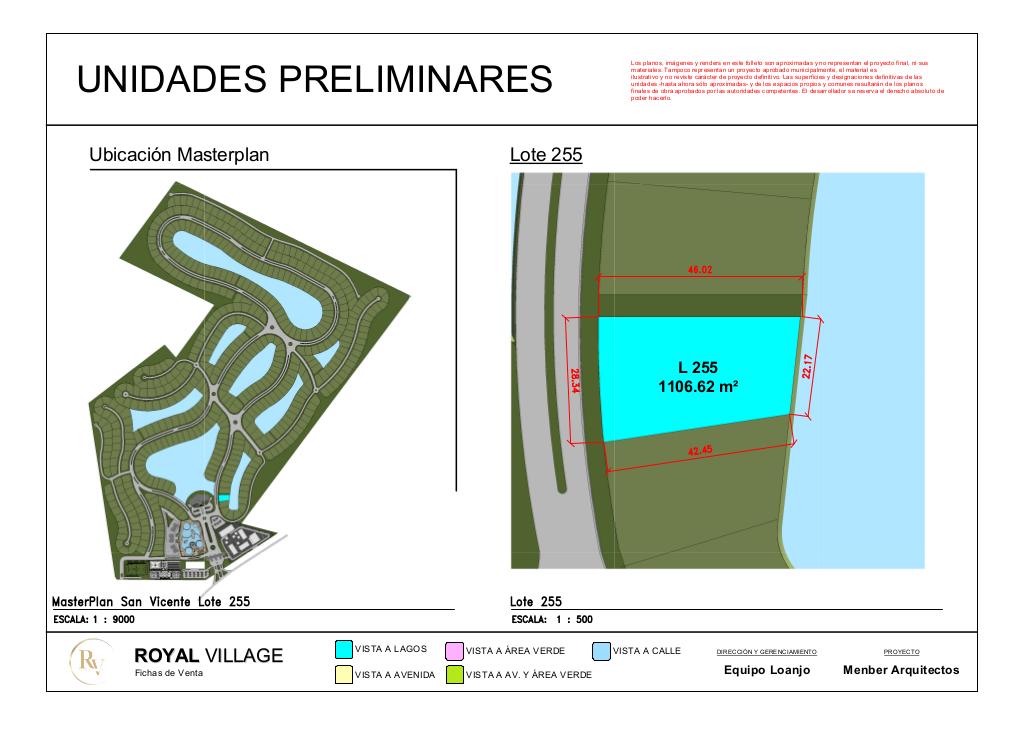 UNIDADES PRELIMINARES
Los planos, imágenes y renders en este folleto son aproximadas y no representan el proyecto final, ni sus
materiales. Tampoco representan un proyecto aprobado municipalmente, el material es
ilustrativo y no reviste carácter de proyecto definitivo. Las superficies y designaciones definitivas de las
unidades -hasta ahora sólo aproximadas- y de los espacios propios y comunes resultarán de los planos
finales de obra aprobados por las autoridades competentes. El desarrollador se reserva el derecho absoluto de
poder hacerlo.
Ubicación Masterplan
Lote 255
46.02
28.34
L 255
1106.62 m²
22.17
42.45
MasterPlan San Vicente Lote 255
ESCALA: 1 : 9000
Lote 255
ESCALA: 1 : 500
RV
ROYAL VILLAGE
Fichas de Venta
VISTA A LAGOS
VISTA A ÁREA VERDE
VISTA A CALLE
VISTA A AVENIDA
VISTA A AV. Y ÁREA VERDE
DIRECCIÓN Y GERENCIAMIENTO
Equipo Loanjo
PROYECTO
Menber Arquitectos